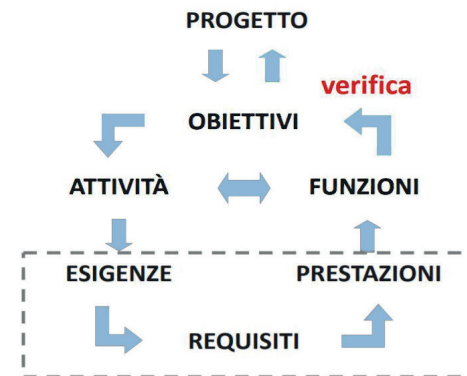 PROGETTO
verifica
OBIETTIVI
ATTIVITÀ
FUNZIONI
ESIGENZE
PRESTAZIONI
REQUISITI